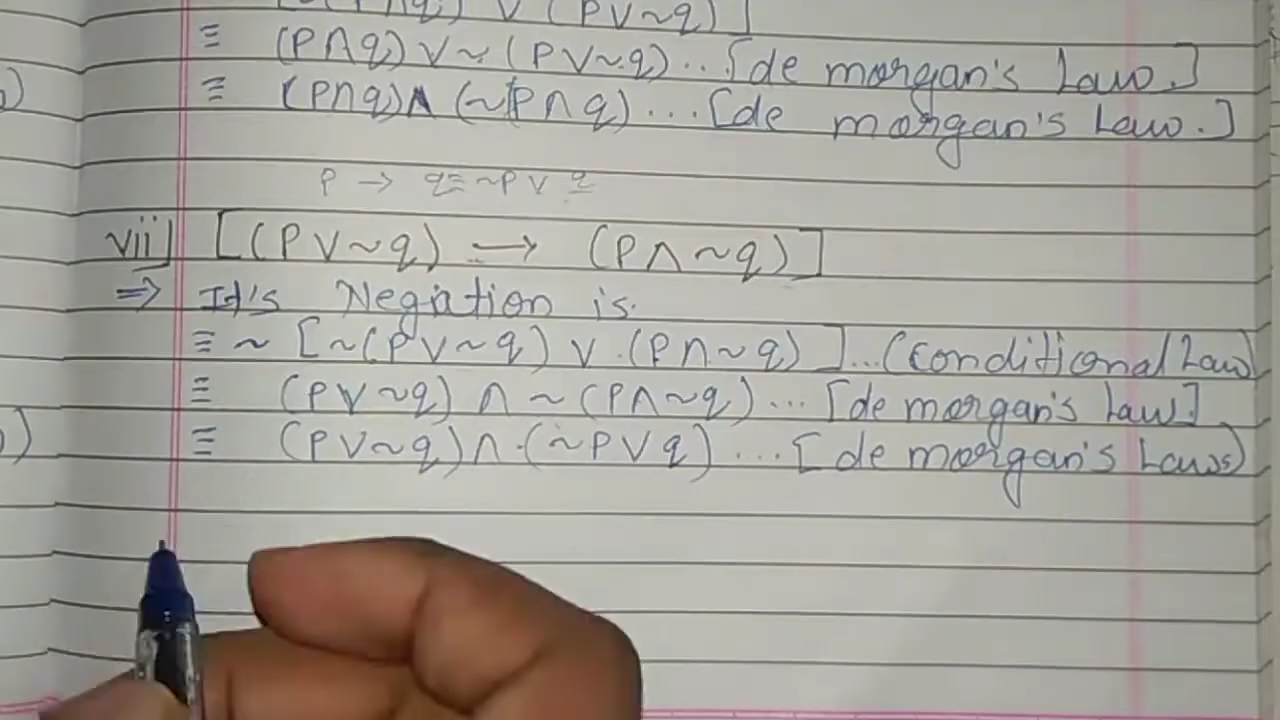 ∨ (P∨~q)]
≡ (P∧q) ∨ ~ (P∨~q) .. [de morgan's Law.]
≡ (P∧q)∧ (~P∧q) ... [de morgan's Law.]
P → q ≡ ~P ∨ q
vii] [(P∨~q) → (P∧~q)]
⇒ It's Negation is.
≡ ~ [~(P∨~q) ∨ (P∧~q)] ... (Conditional Law)
≡ (P∨~q) ∧ ~ (P∧~q) ... [de morgan's Law.]
≡ (P∨~q)∧(~P∨q) ... [de morgan's Laws)